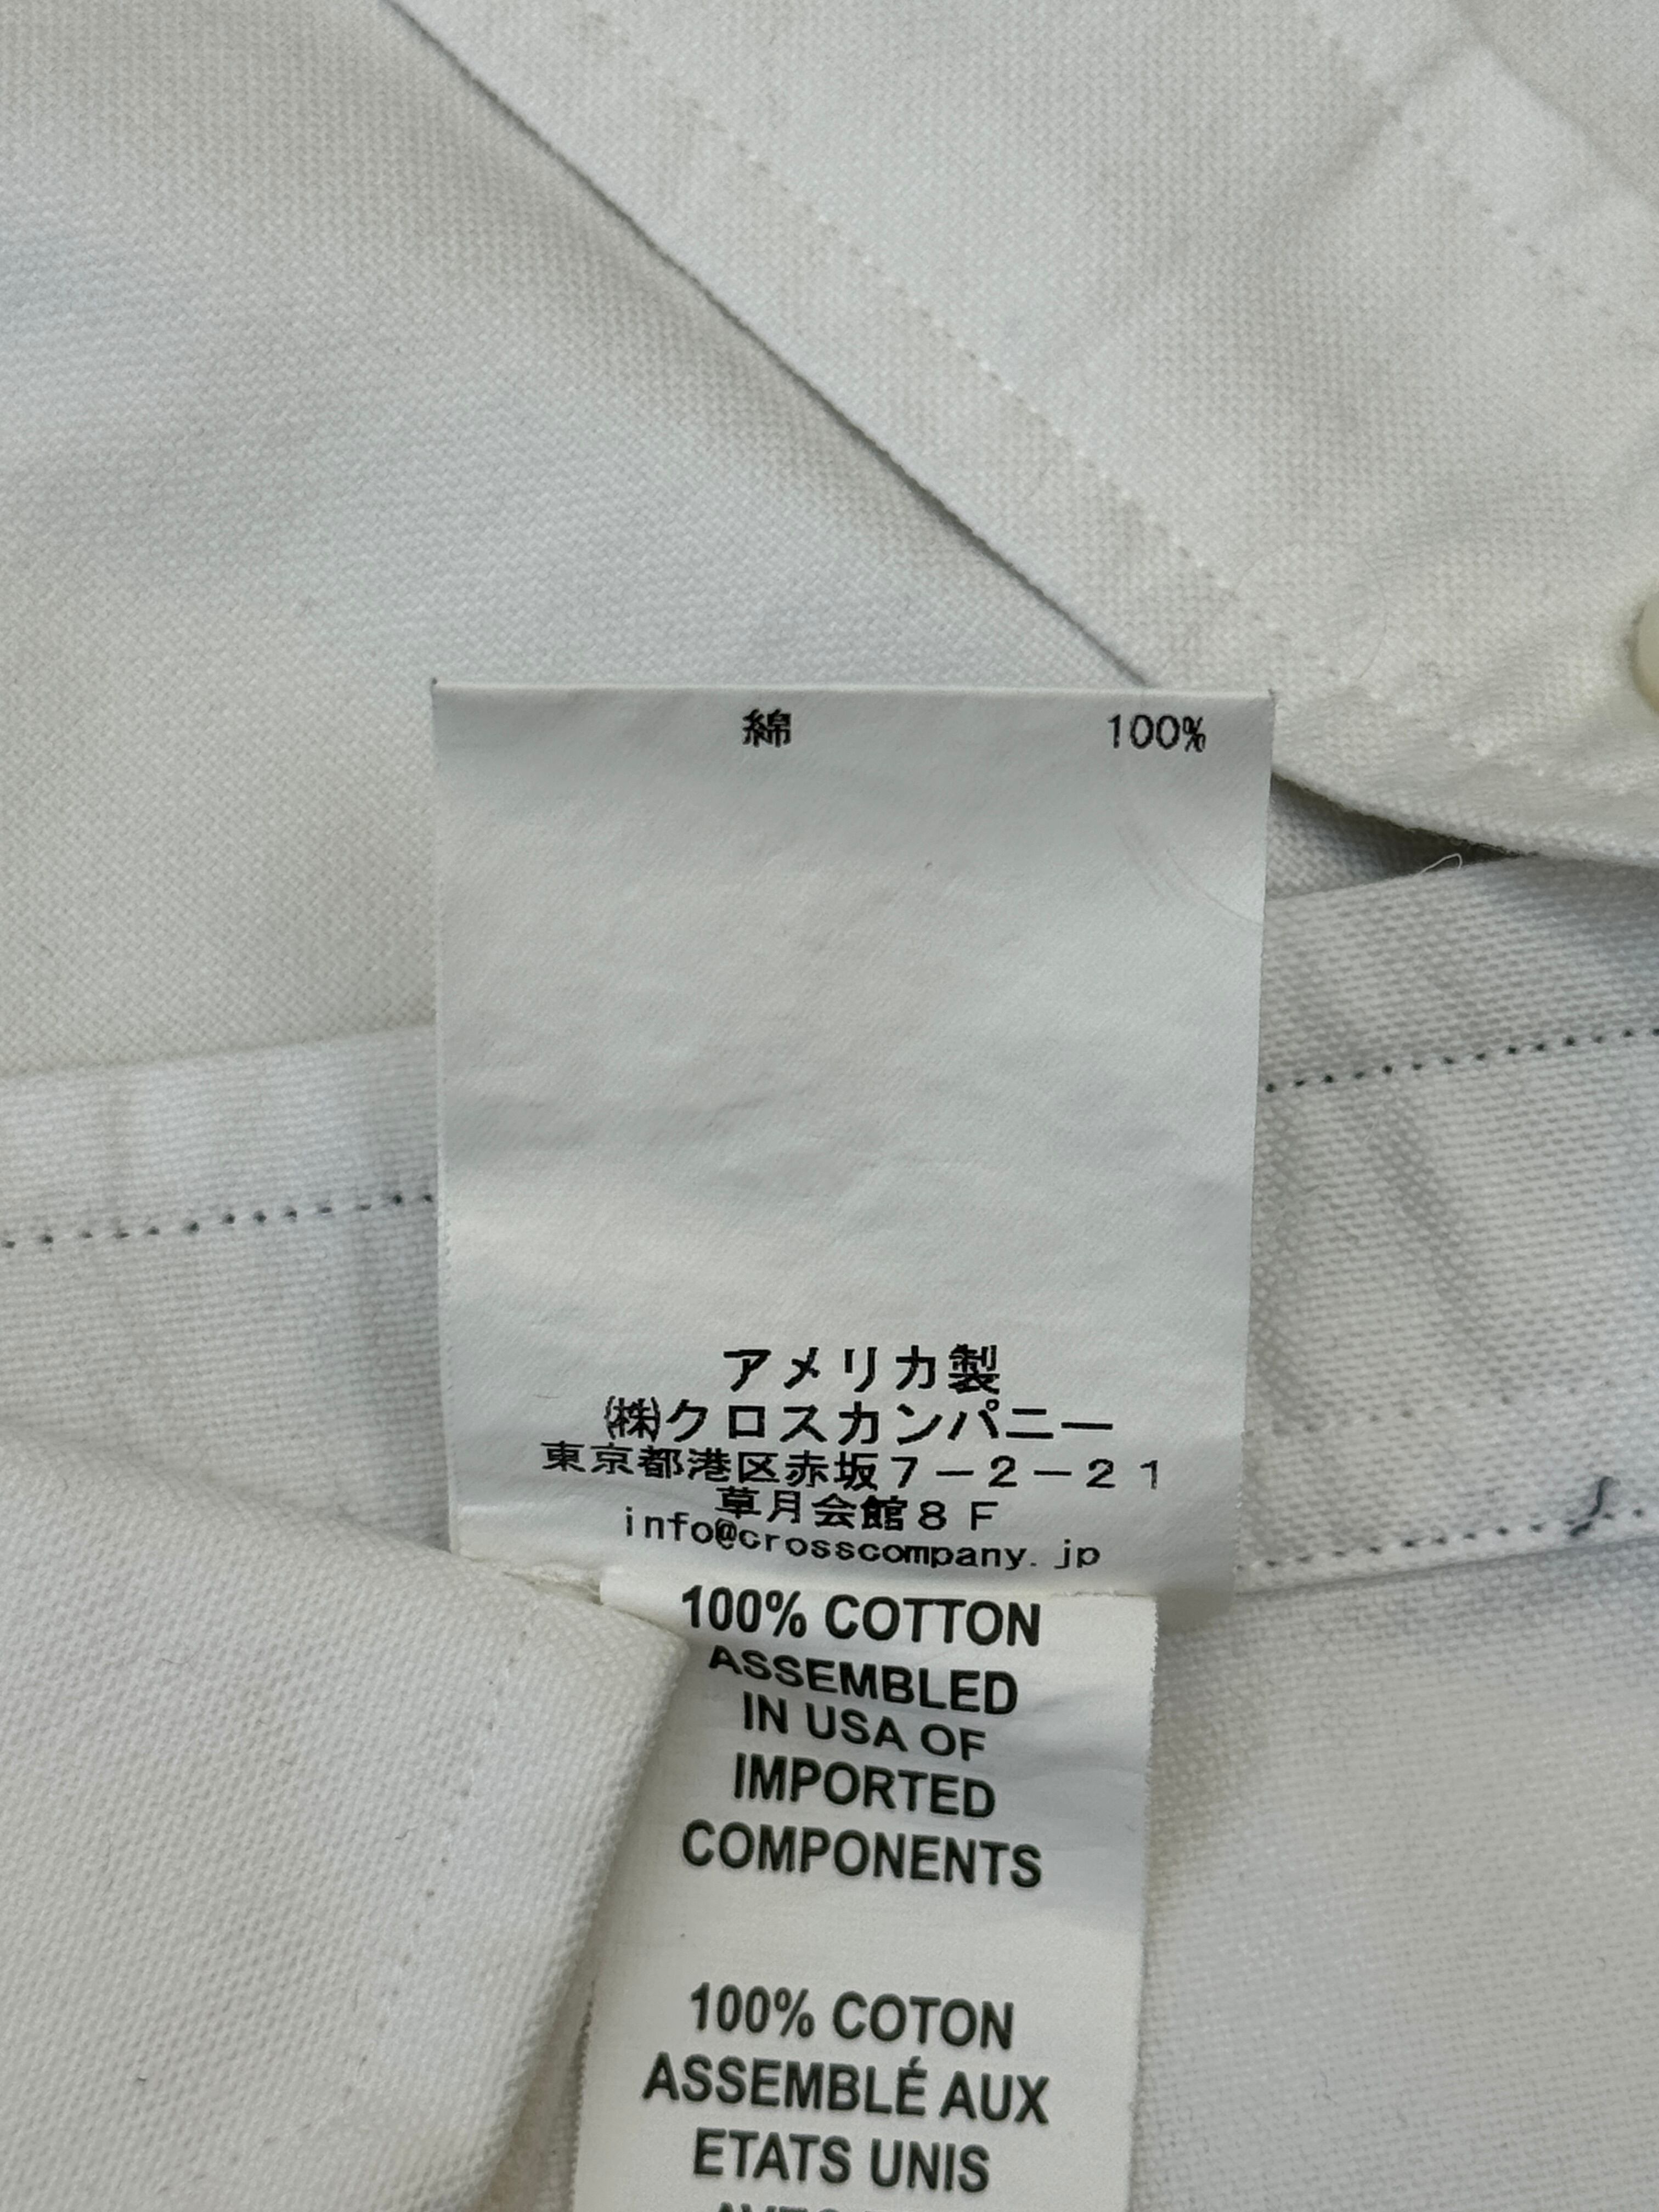 綿 100%
アメリカ製
㈱クロスカンパニー
東京都港区赤坂７－２－２１
草月会館８Ｆ
info@crosscompany.jp
100% COTTON
ASSEMBLED
IN USA OF
IMPORTED
COMPONENTS
100% COTON
ASSEMBLÉ AUX
ETATS UNIS